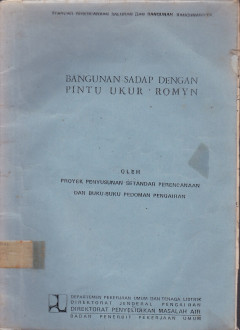 BANGUNAN SADAP DENGAN
PINTU UKUR ROMYN
OLEH
PROYEK PENYUSUNAN STANDAR PERENCANAAN
DAN BUKU-BUKU PEDOMAN PENGAIRAN
DEPARTEMEN PEKERJAAN UMUM DAN TENAGA LISTRIK
DIREKTORAT JENDERAL PENGAIRAN
DIREKTORAT PENYELIDIKAN MASALAH AIR
BADAN PENERBIT PEKERJAAN UMUM